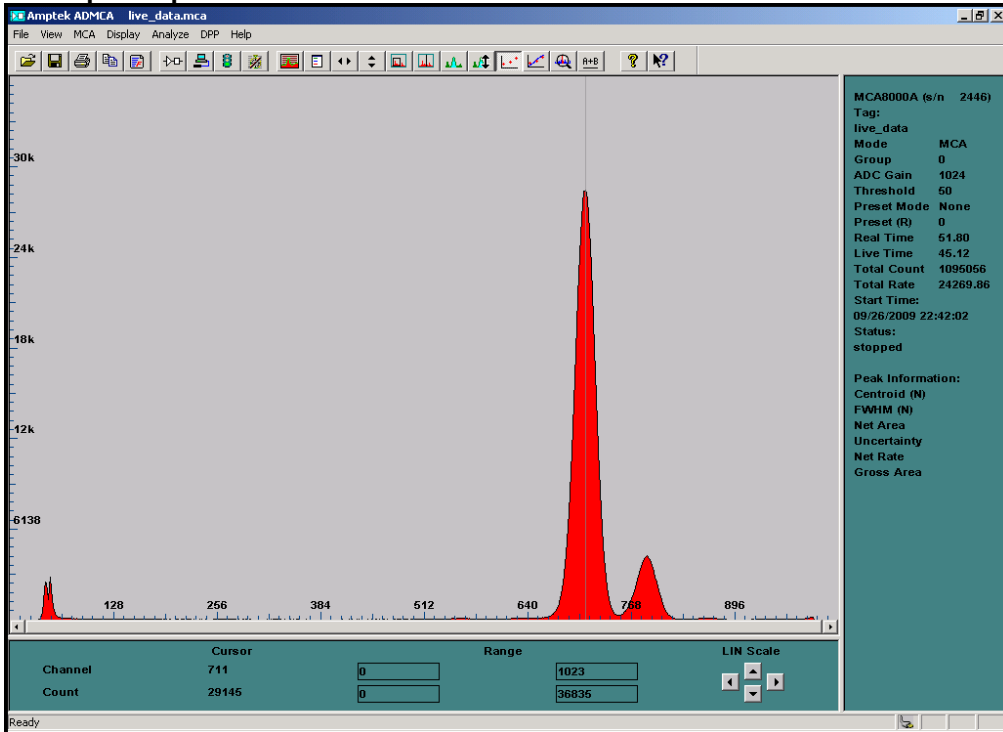 Amptek ADMCA live_data.mca
File View MCA Display Analyze DPP Help
A+B
30k
24k
18k
12k
6138
128 256 384 512 640 768 896
MCA8000A (s/n 2446)
Tag:
live_data
Mode MCA
Group 0
ADC Gain 1024
Threshold 50
Preset Mode None
Preset (R) 0
Real Time 51.80
Live Time 45.12
Total Count 1095056
Total Rate 24269.86
Start Time:
09/26/2009 22:42:02
Status:
stopped
Peak Information:
Centroid (N)
FWHM (N)
Net Area
Uncertainty
Net Rate
Gross Area
Cursor Range LIN Scale
Channel 711 0 1023
Count 29145 0 36835
Ready